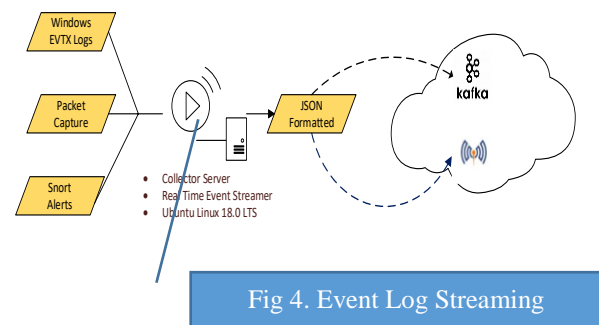 Windows
EVTX Logs
Packet
Capture
Snort
Alerts
JSON
Formatted
kafka
• Collector Server
• Real Time Event Streamer
• Ubuntu Linux 18.0 LTS
Fig 4. Event Log Streaming